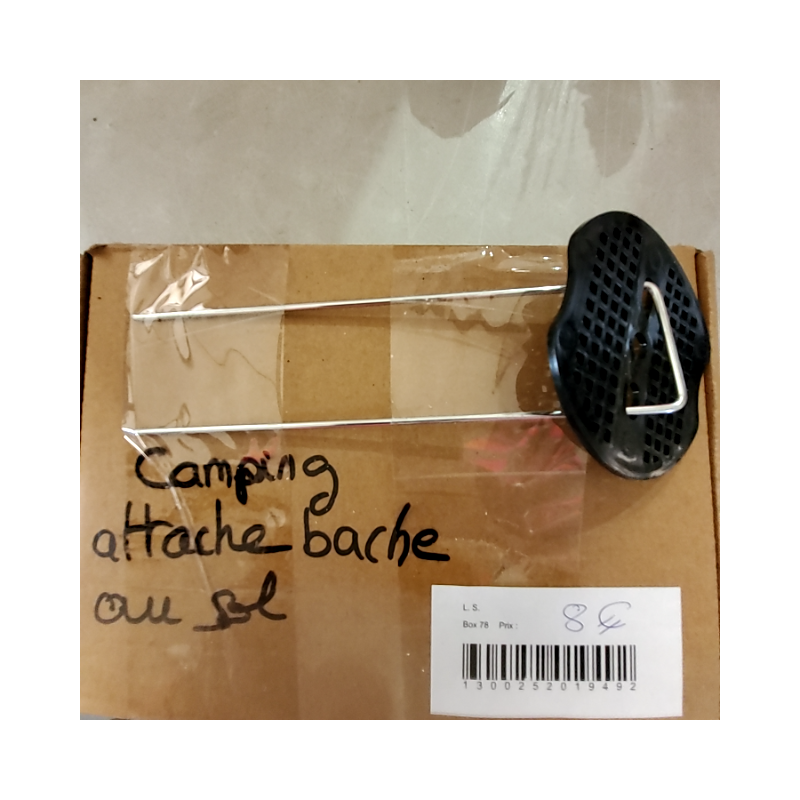 Camping
attache bache
au sol
L. S.
Box 78 Prix : 8 €
1300252019492